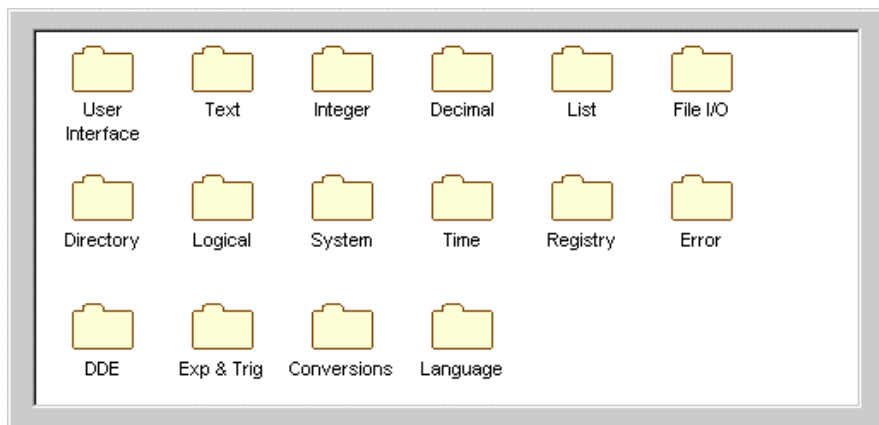 User Interface
Text
Integer
Decimal
List
File I/O
Directory
Logical
System
Time
Registry
Error
DDE
Exp & Trig
Conversions
Language